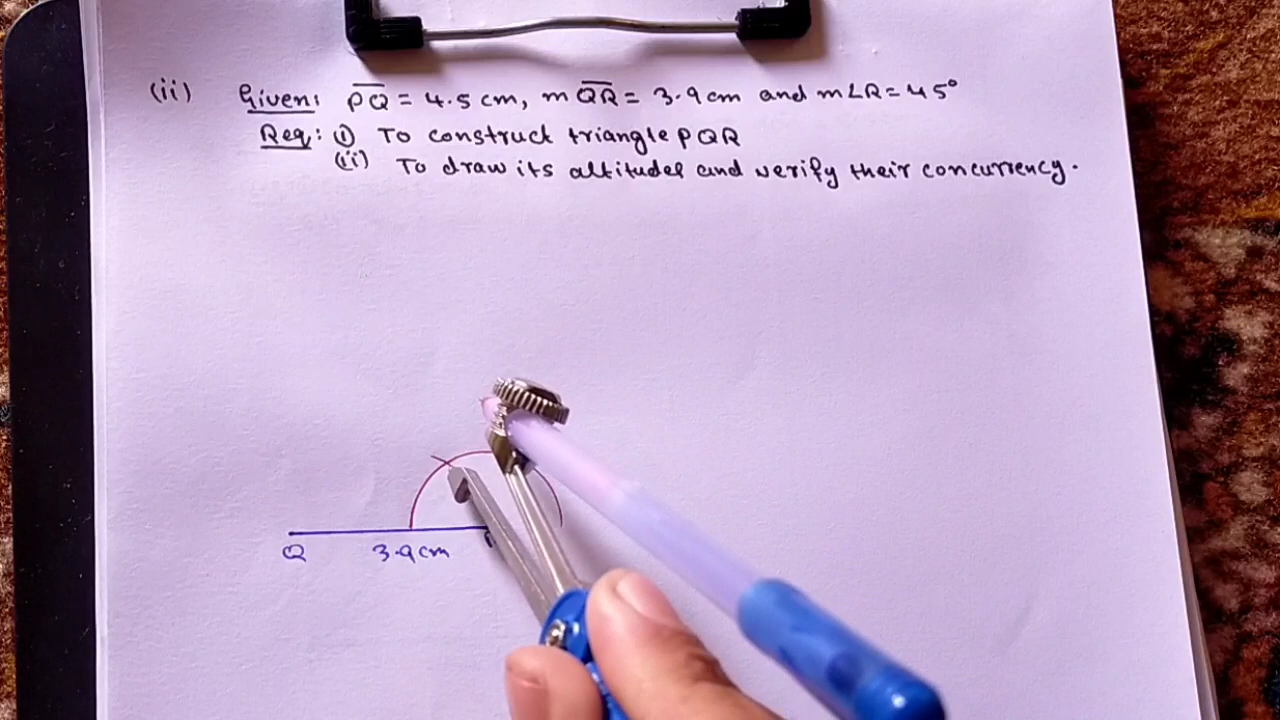 (ii) Given: PQ = 4.5 cm, m QR = 3.9 cm and m∠R = 45°
Req: (i) To construct triangle PQR
(ii) To draw its altitudes and verify their concurrency.
Q 3.9cm